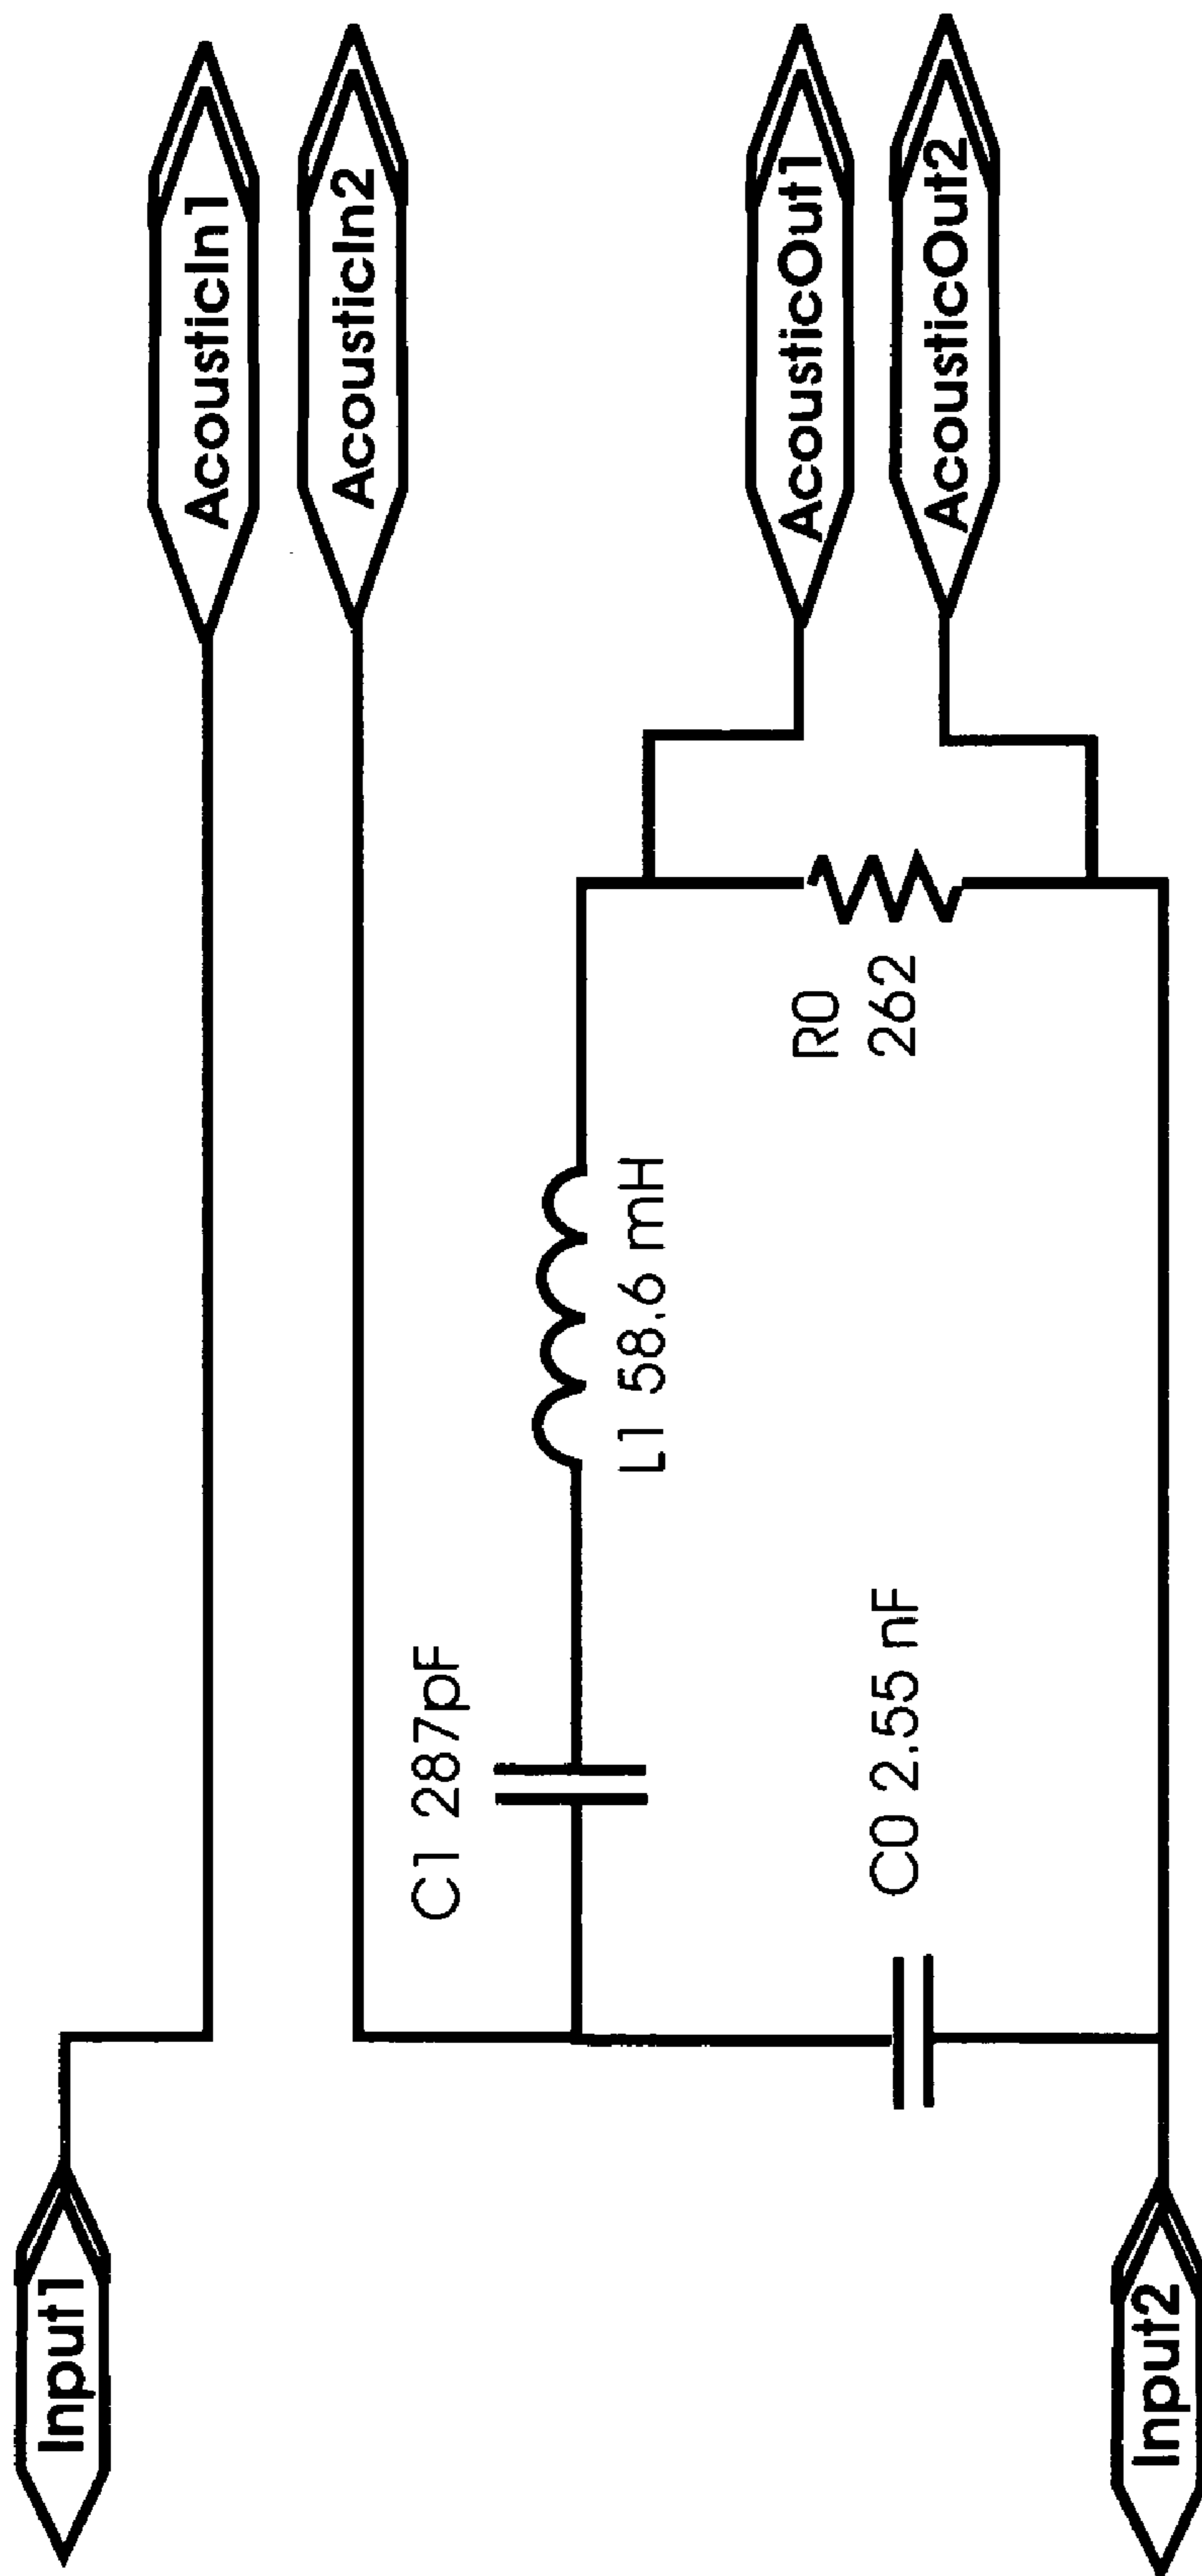 Input1
AcousticIn1
AcousticIn2
C1 287pF
L1 58.6 mH
R0
262
C0 2.55 nF
AcousticOut1
AcousticOut2
Input2